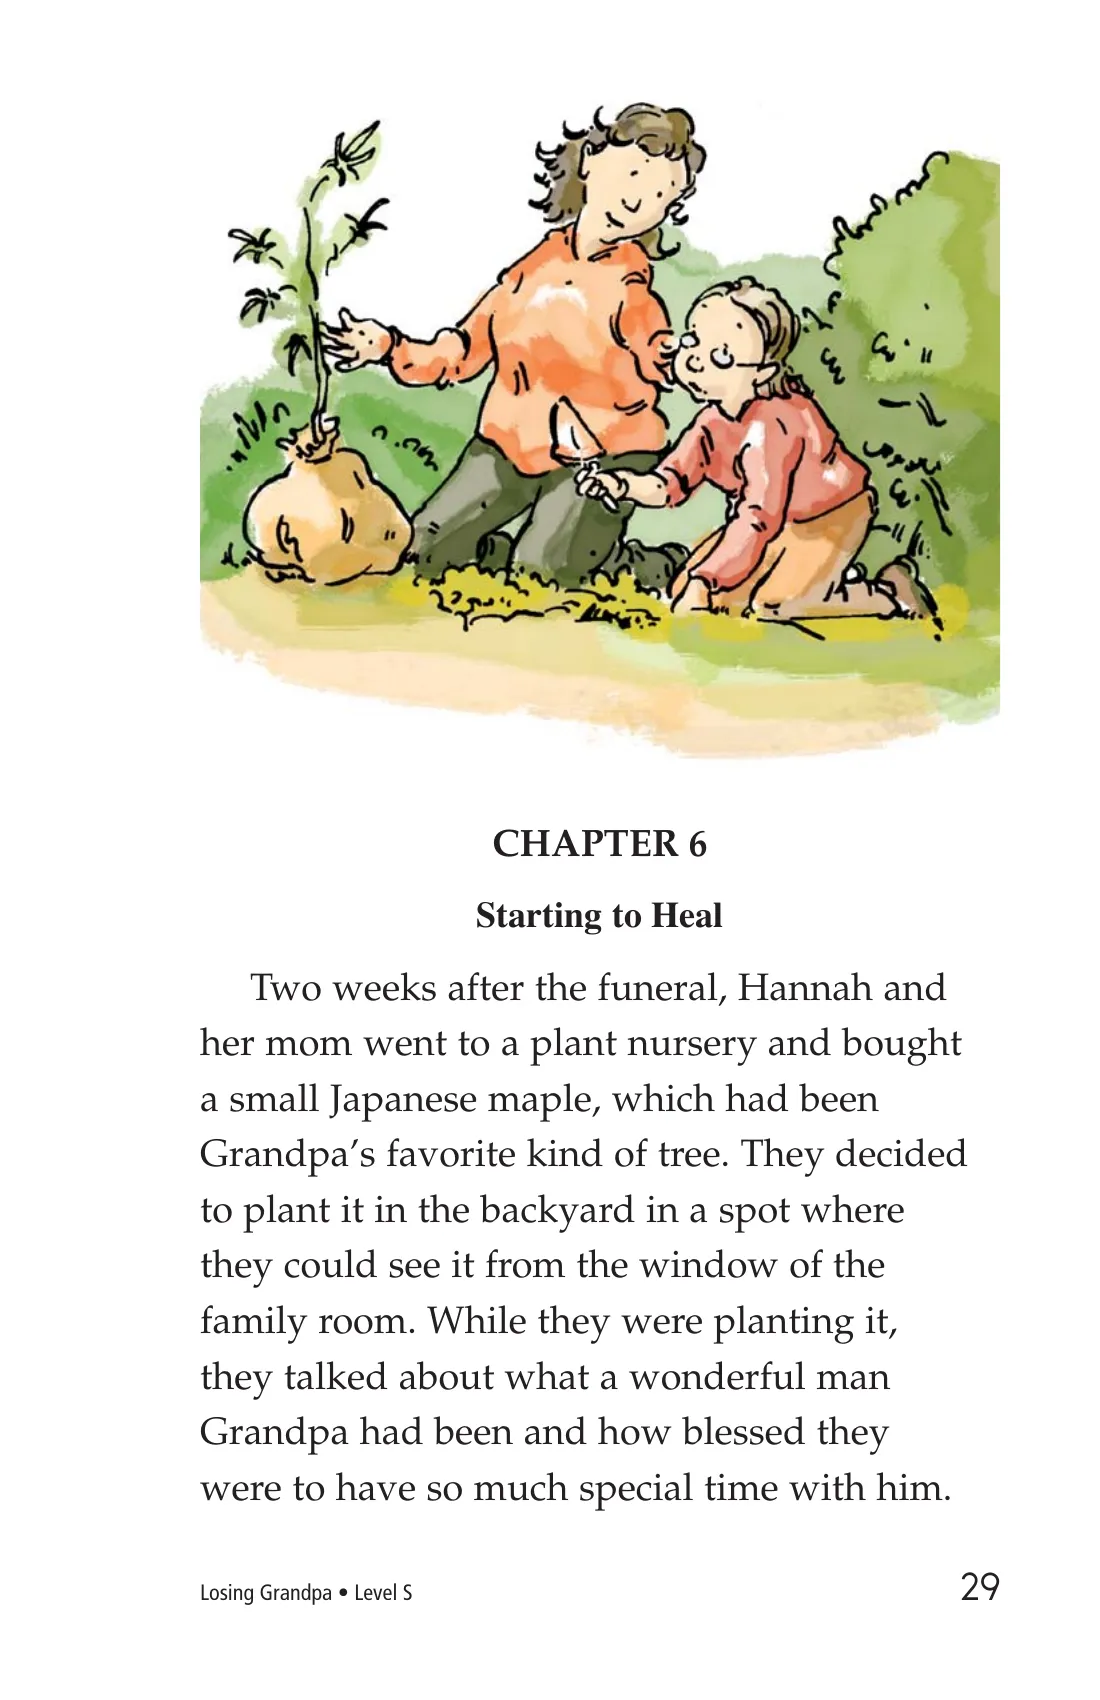 CHAPTER 6
Starting to Heal
Two weeks after the funeral, Hannah and
her mom went to a plant nursery and bought
a small Japanese maple, which had been
Grandpa’s favorite kind of tree. They decided
to plant it in the backyard in a spot where
they could see it from the window of the
family room. While they were planting it,
they talked about what a wonderful man
Grandpa had been and how blessed they
were to have so much special time with him.
Losing Grandpa • Level S
29